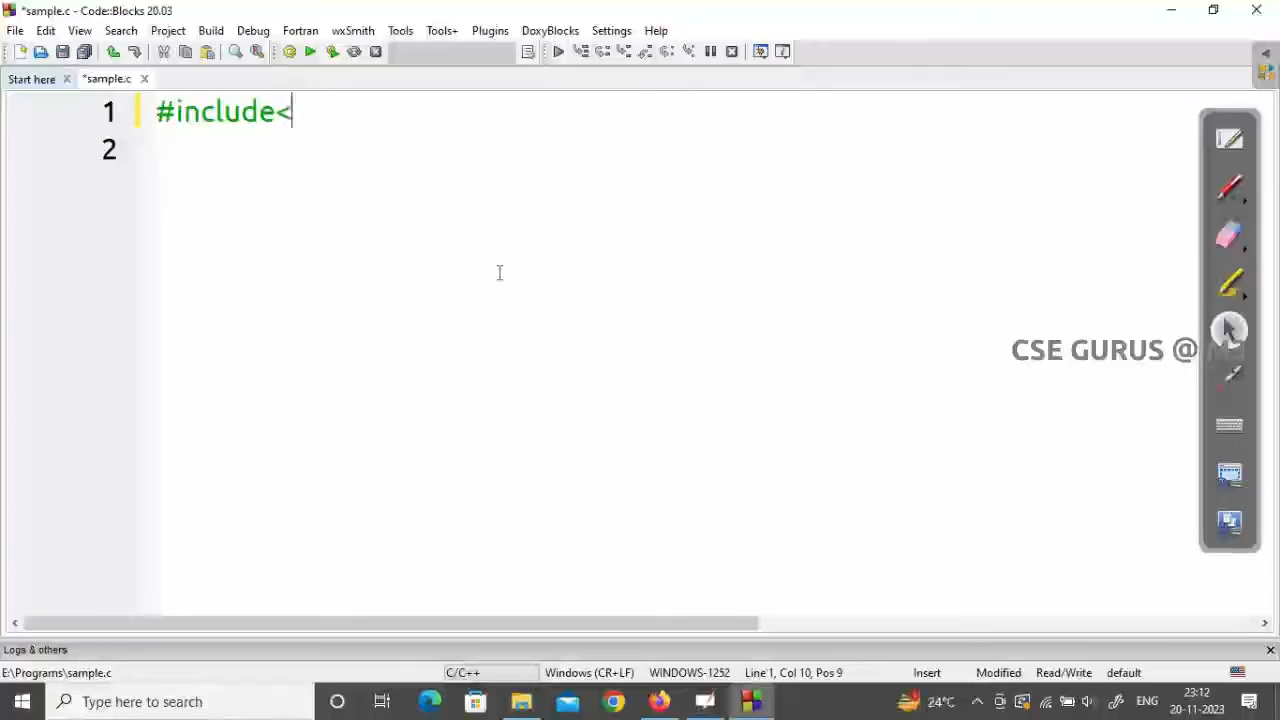 *sample.c - Code::Blocks 20.03
File Edit View Search Project Build Debug Fortran wxSmith Tools Tools+ Plugins DoxyBlocks Settings Help
Start here *sample.c
1 #include<
2
CSE GURUS @
Logs & others
E:\Programs\sample.c C/C++ Windows (CR+LF) WINDOWS-1252 Line 1, Col 10, Pos 9 Insert Modified Read/Write default
Type here to search 24°C ENG 23:12
20-11-2023